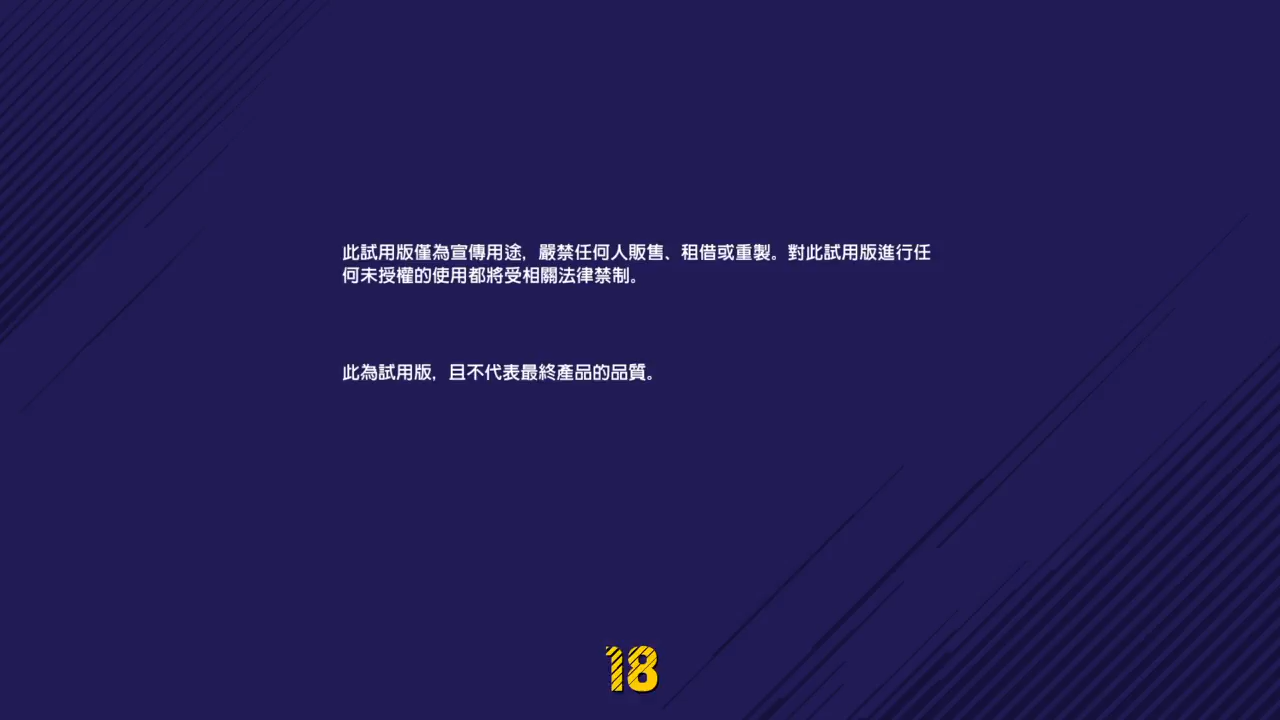 此試用版僅為宣傳用途，嚴禁任何人販售、租借或重製。對此試用版進行任
何未授權的使用都將受相關法律禁制。
此為試用版，且不代表最終產品的品質。
18